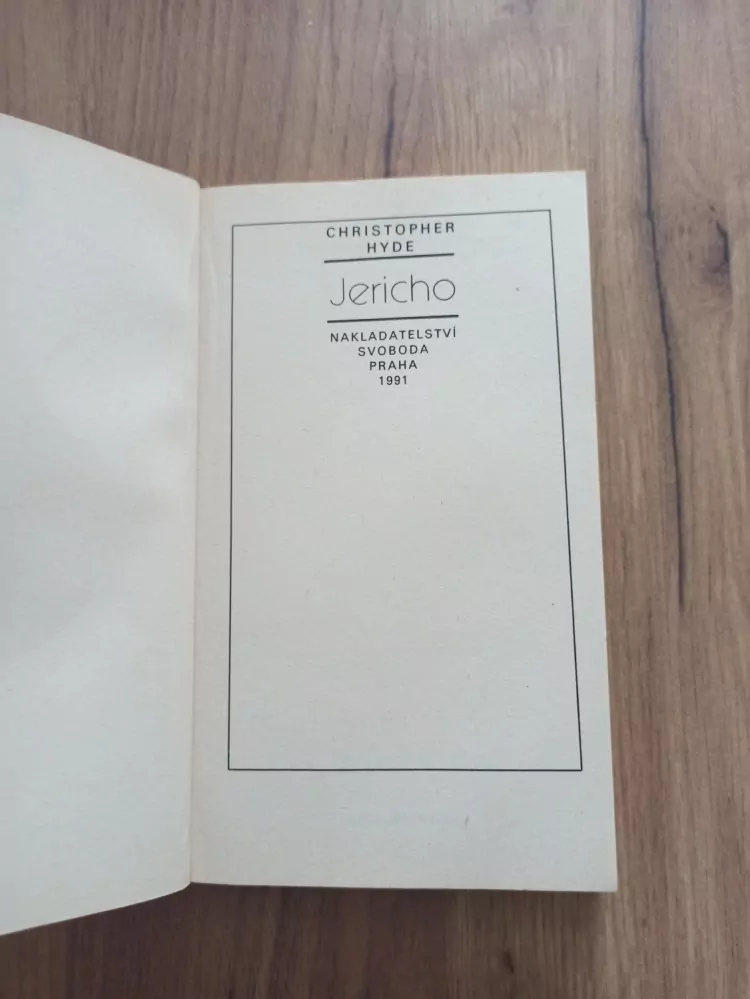 CHRISTOPHER
HYDE
Jericho
NAKLADATELSTVÍ
SVOBODA
PRAHA
1991